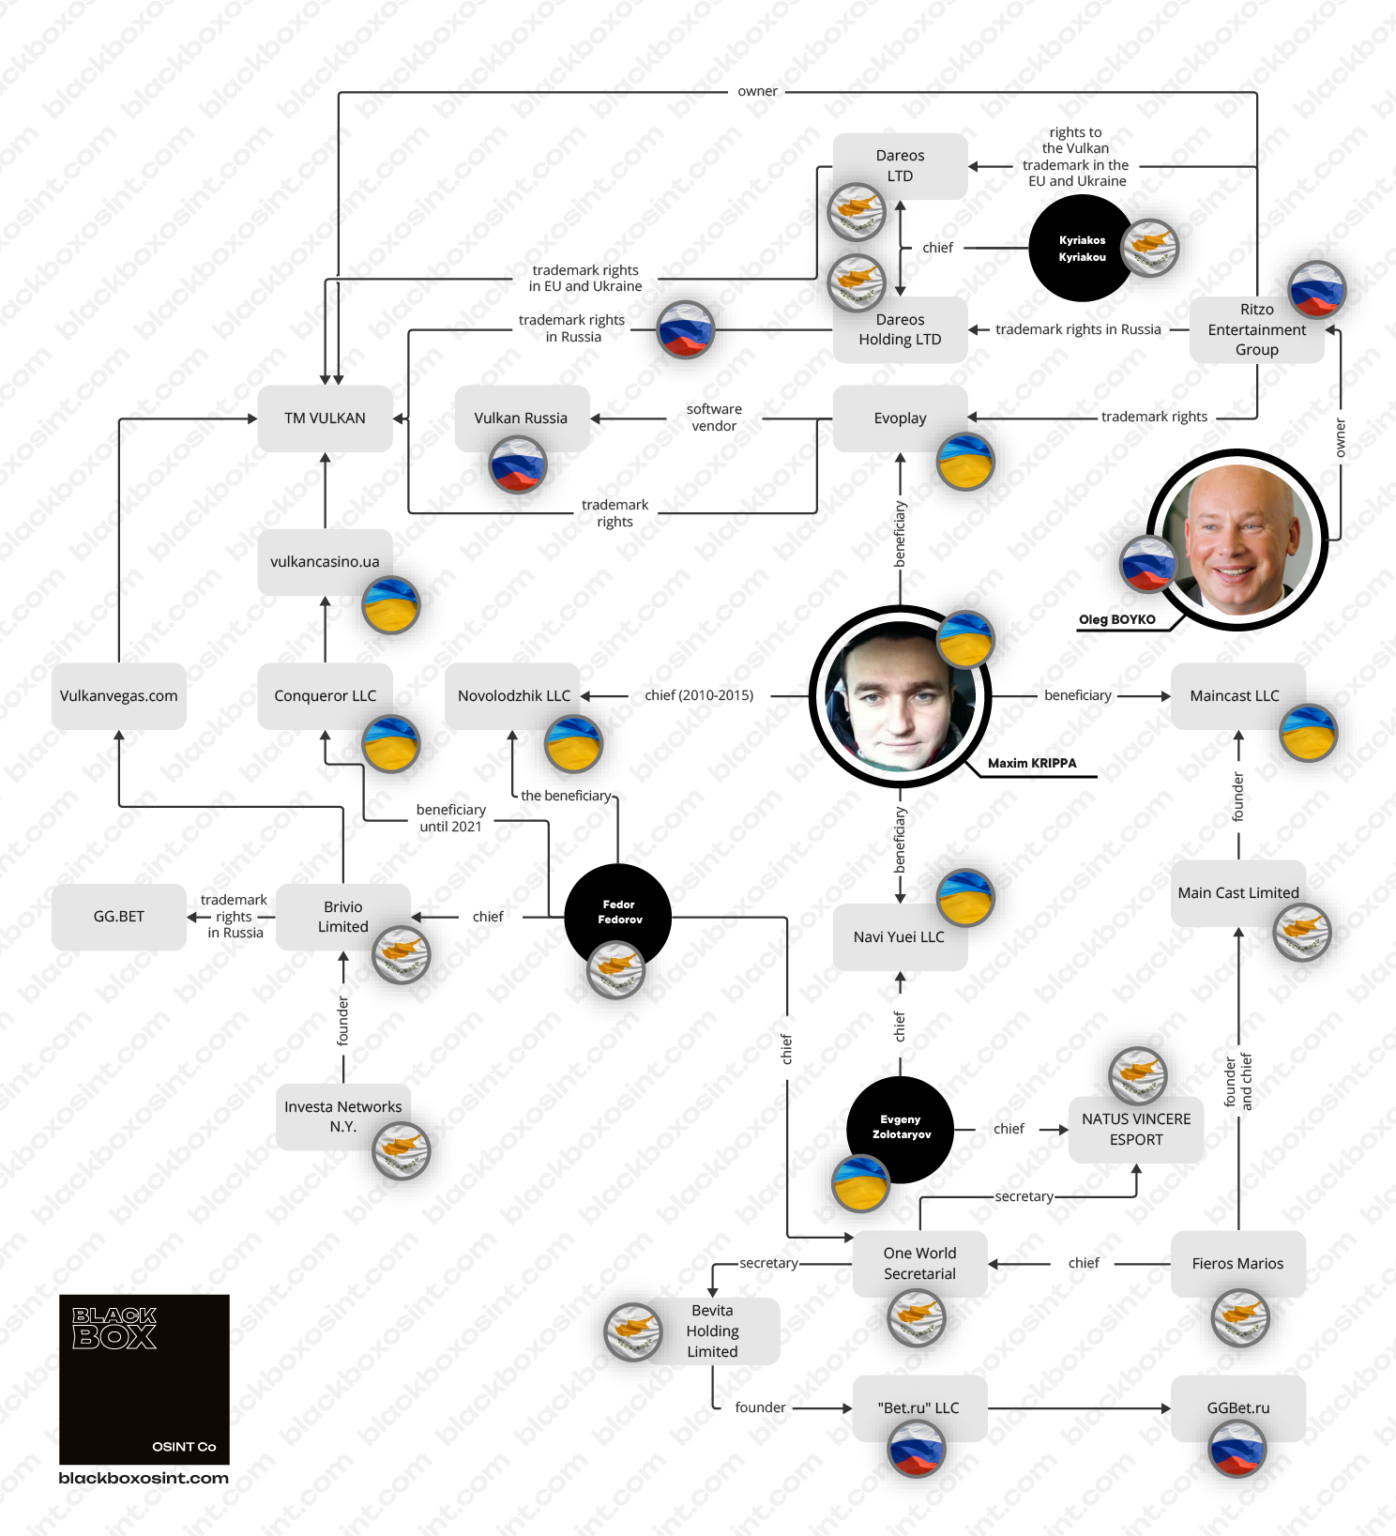 owner
Dareos
LTD
rights to
the Vulkan
trademark in the
EU and Ukraine
Kyriakos
Kyriakou
chief
trademark rights
in EU and Ukraine
trademark rights
in Russia
Dareos
Holding LTD
trademark rights in Russia
Ritzo
Entertainment
Group
TM VULKAN
Vulkan Russia
software
vendor
Evoplay
trademark rights
owner
trademark
rights
beneficiary
vulkancasino.ua
Oleg BOYKO
Vulkanvegas.com
Conqueror LLC
Novolodzhik LLC
chief (2010-2015)
beneficiary
Maincast LLC
Maxim KRIPPA
the beneficiary
beneficiary
until 2021
beneficiary
founder
GG.BET
trademark
rights
in Russia
Brivio
Limited
chief
Fedor
Fedorov
Navi Yuei LLC
Main Cast Limited
founder
chief
chief
founder
and chief
Investa Networks
N.Y.
Evgeny
Zolotaryov
chief
NATUS VINCERE
ESPORT
secretary
One World
Secretarial
chief
Fieros Marios
secretary
Bevita
Holding
Limited
founder
"Bet.ru" LLC
GGBet.ru
BLACK
BOX
OSINT Co
blackboxosint.com